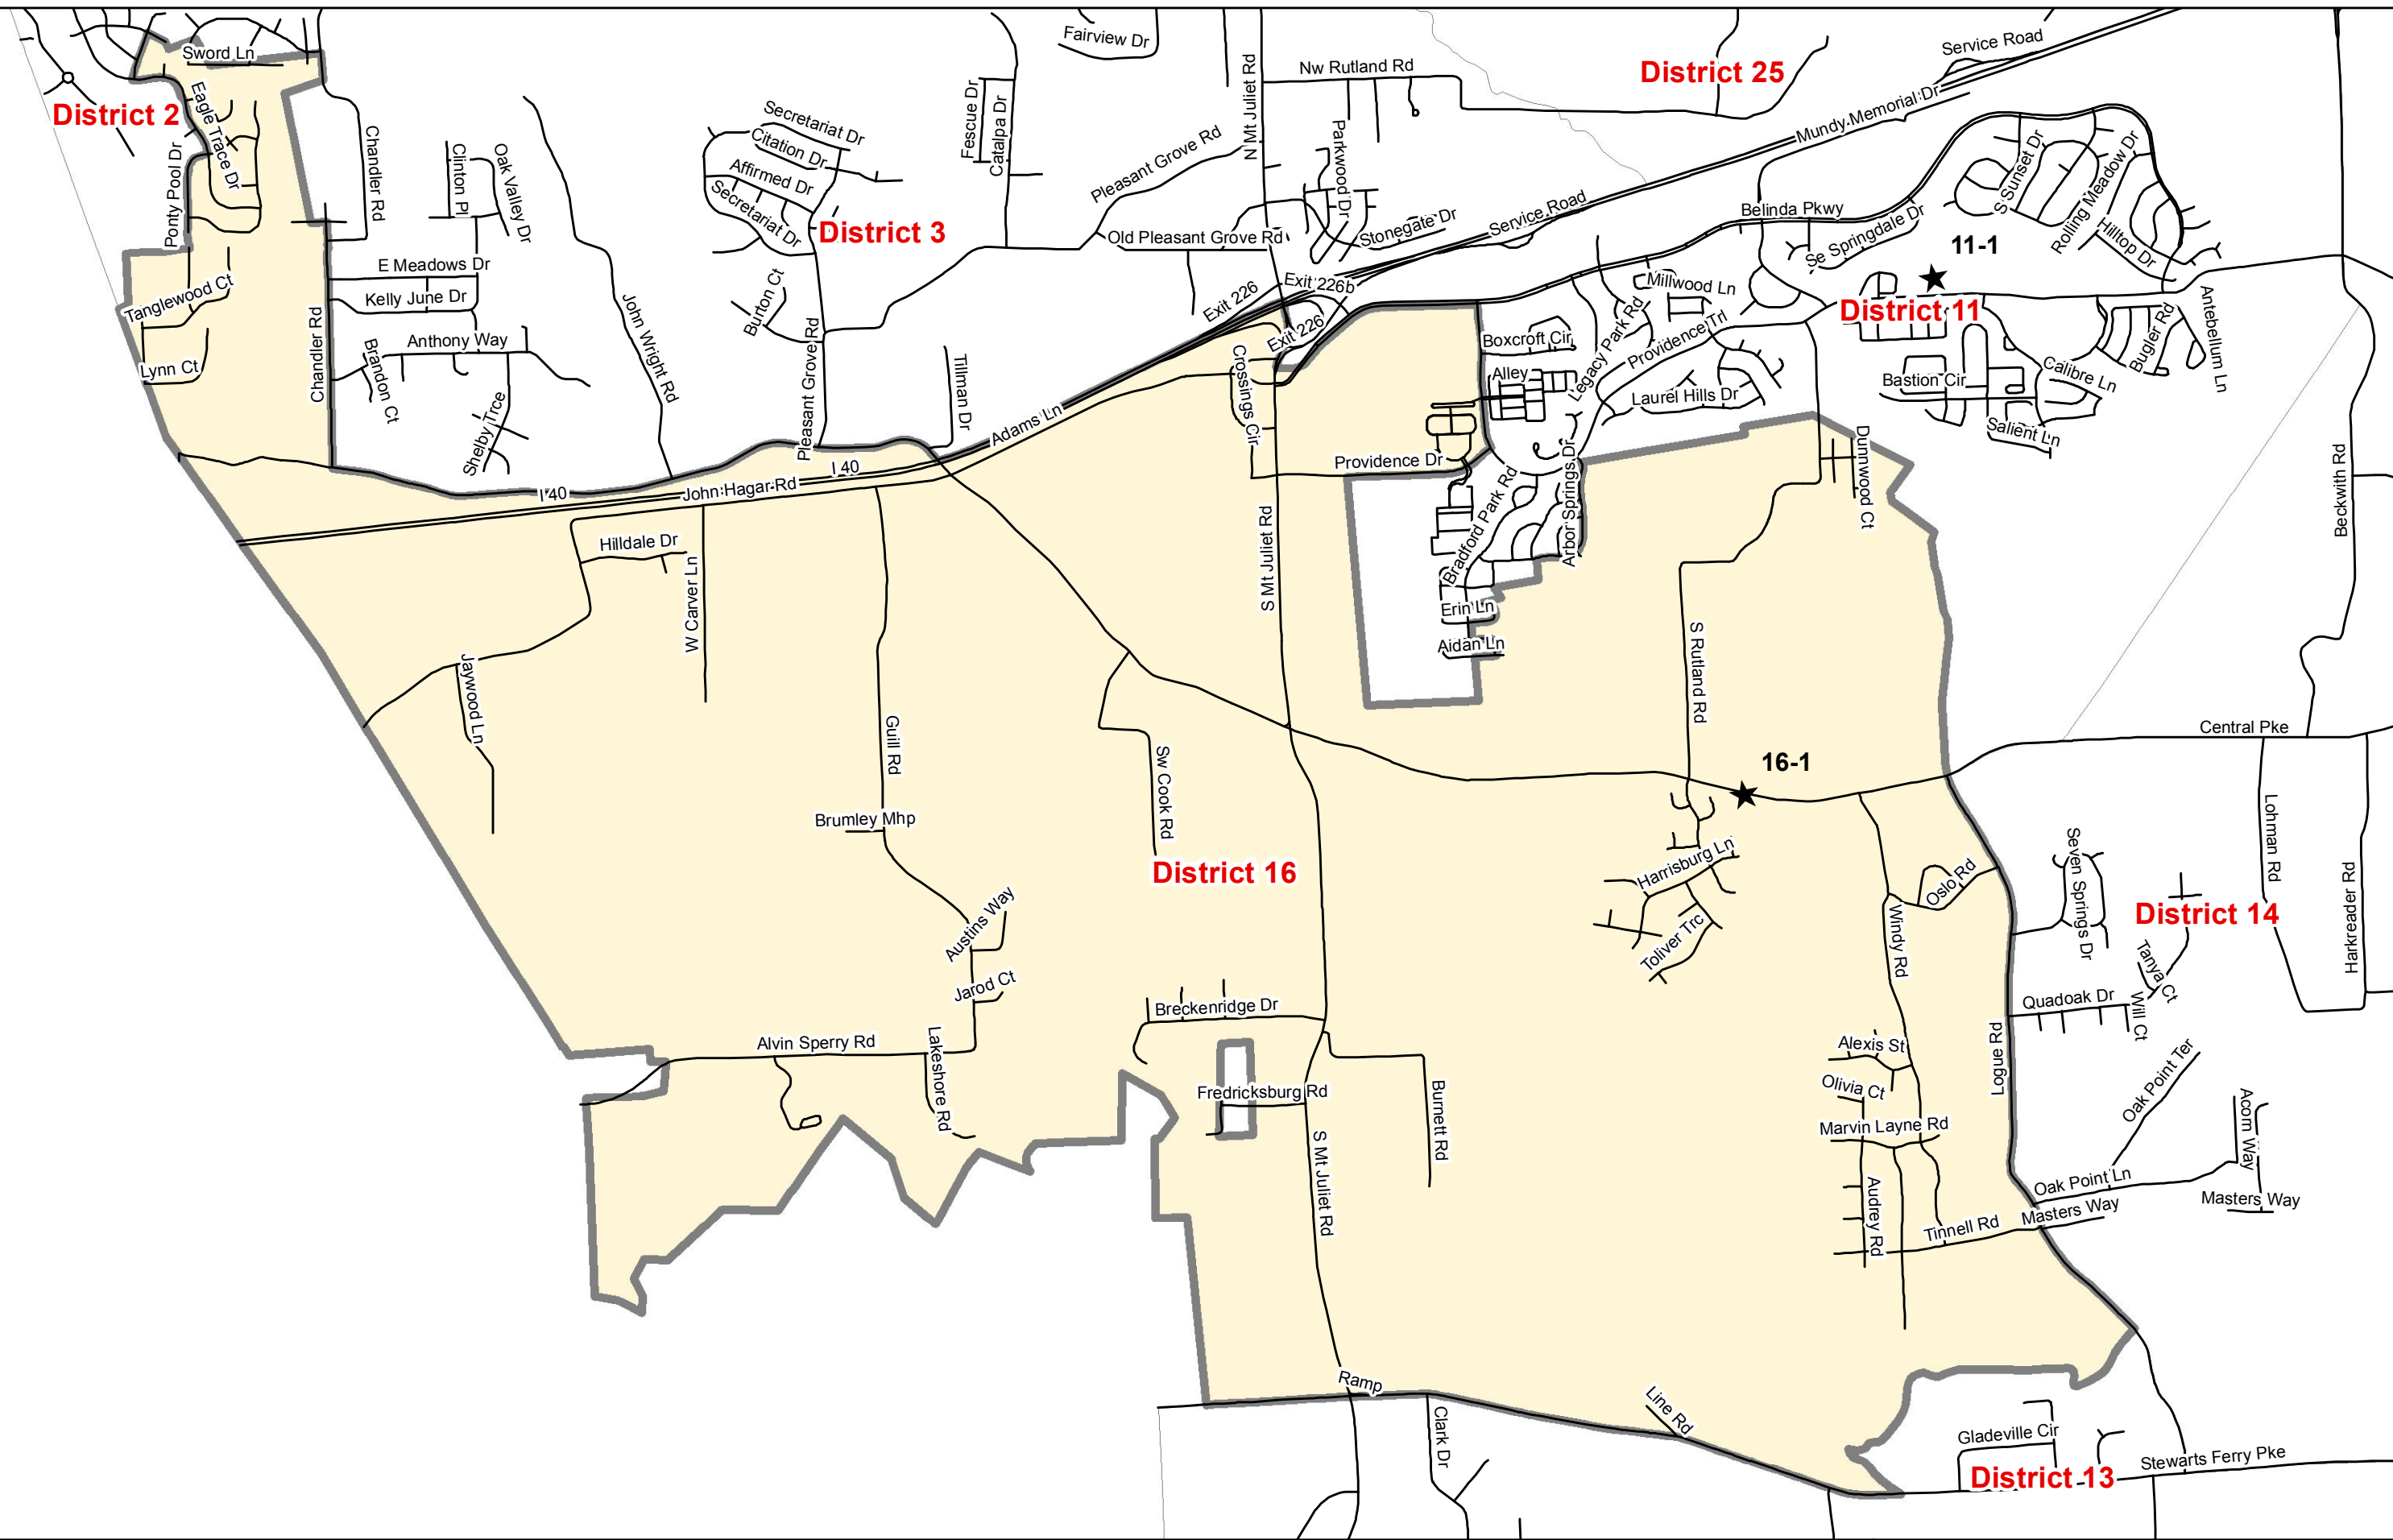 Fairview Dr
Service Road
Sword Ln
N Mt Juliet Rd
Nw Rutland Rd
District 25
District 2
Eagle Trace Dr
Fescue Dr
Catalpa Dr
Secretariat Dr
Mundy Memorial Dr
Citation Dr
Chandler Rd
Clinton Pl
Oak Valley Dr
Pleasant Grove Rd
Parkwood Dr
S Sunset Dr
Rolling Meadow Dr
Ponty Pool Dr
Affirmed Dr
Secretariat Dr
District 3
Old Pleasant Grove Rd
Stonegate Dr
Service Road
Belinda Pkwy
Se Springdale Dr
11-1
Hilltop Dr
E Meadows Dr
Kelly June Dr
Tanglewood Ct
John Wright Rd
Burton Ct
Exit 226
Exit 226b
Exit 226
Millwood Ln
District 11
Antebellum Ln
Bugler Rd
Chandler Rd
Anthony Way
Brandon Ct
Lynn Ct
Pleasant Grove Rd
Tillman Dr
Crossings Cir
Boxcroft Cir
Legacy Park Rd
Providence Trl
Alley
Laurel Hills Dr
Bastion Cir
Calibre Ln
Shelby Trce
Adams Ln
Salient Ln
Dunnwood Ct
Beckwith Rd
I 40
I 40
John Hagar Rd
Providence Dr
Bradford Park Rd
Arbor Springs Dr
S Mt Juliet Rd
Hilldale Dr
W Carver Ln
Erin Ln
Aidan Ln
S Rutland Rd
Jaywood Ln
Guill Rd
Sw Cook Rd
Central Pke
16-1
Brumley Mhp
District 16
Harrisburg Ln
Toliver Trc
Oslo Rd
Windy Rd
Seven Springs Dr
Lohman Rd
Harkreader Rd
District 14
Tanya Ct
Austins Way
Jarod Ct
Breckenridge Dr
Quadoak Dr
Will Ct
Alvin Sperry Rd
Lakeshore Rd
Alexis St
Olivia Ct
Logue Rd
Fredricksburg Rd
Burnett Rd
Marvin Layne Rd
Oak Point Ter
Acorn Way
S Mt Juliet Rd
Audrey Rd
Tinnell Rd
Oak Point Ln
Masters Way
Masters Way
Ramp
Line Rd
Clark Dr
Gladeville Cir
Stewarts Ferry Pke
District 13